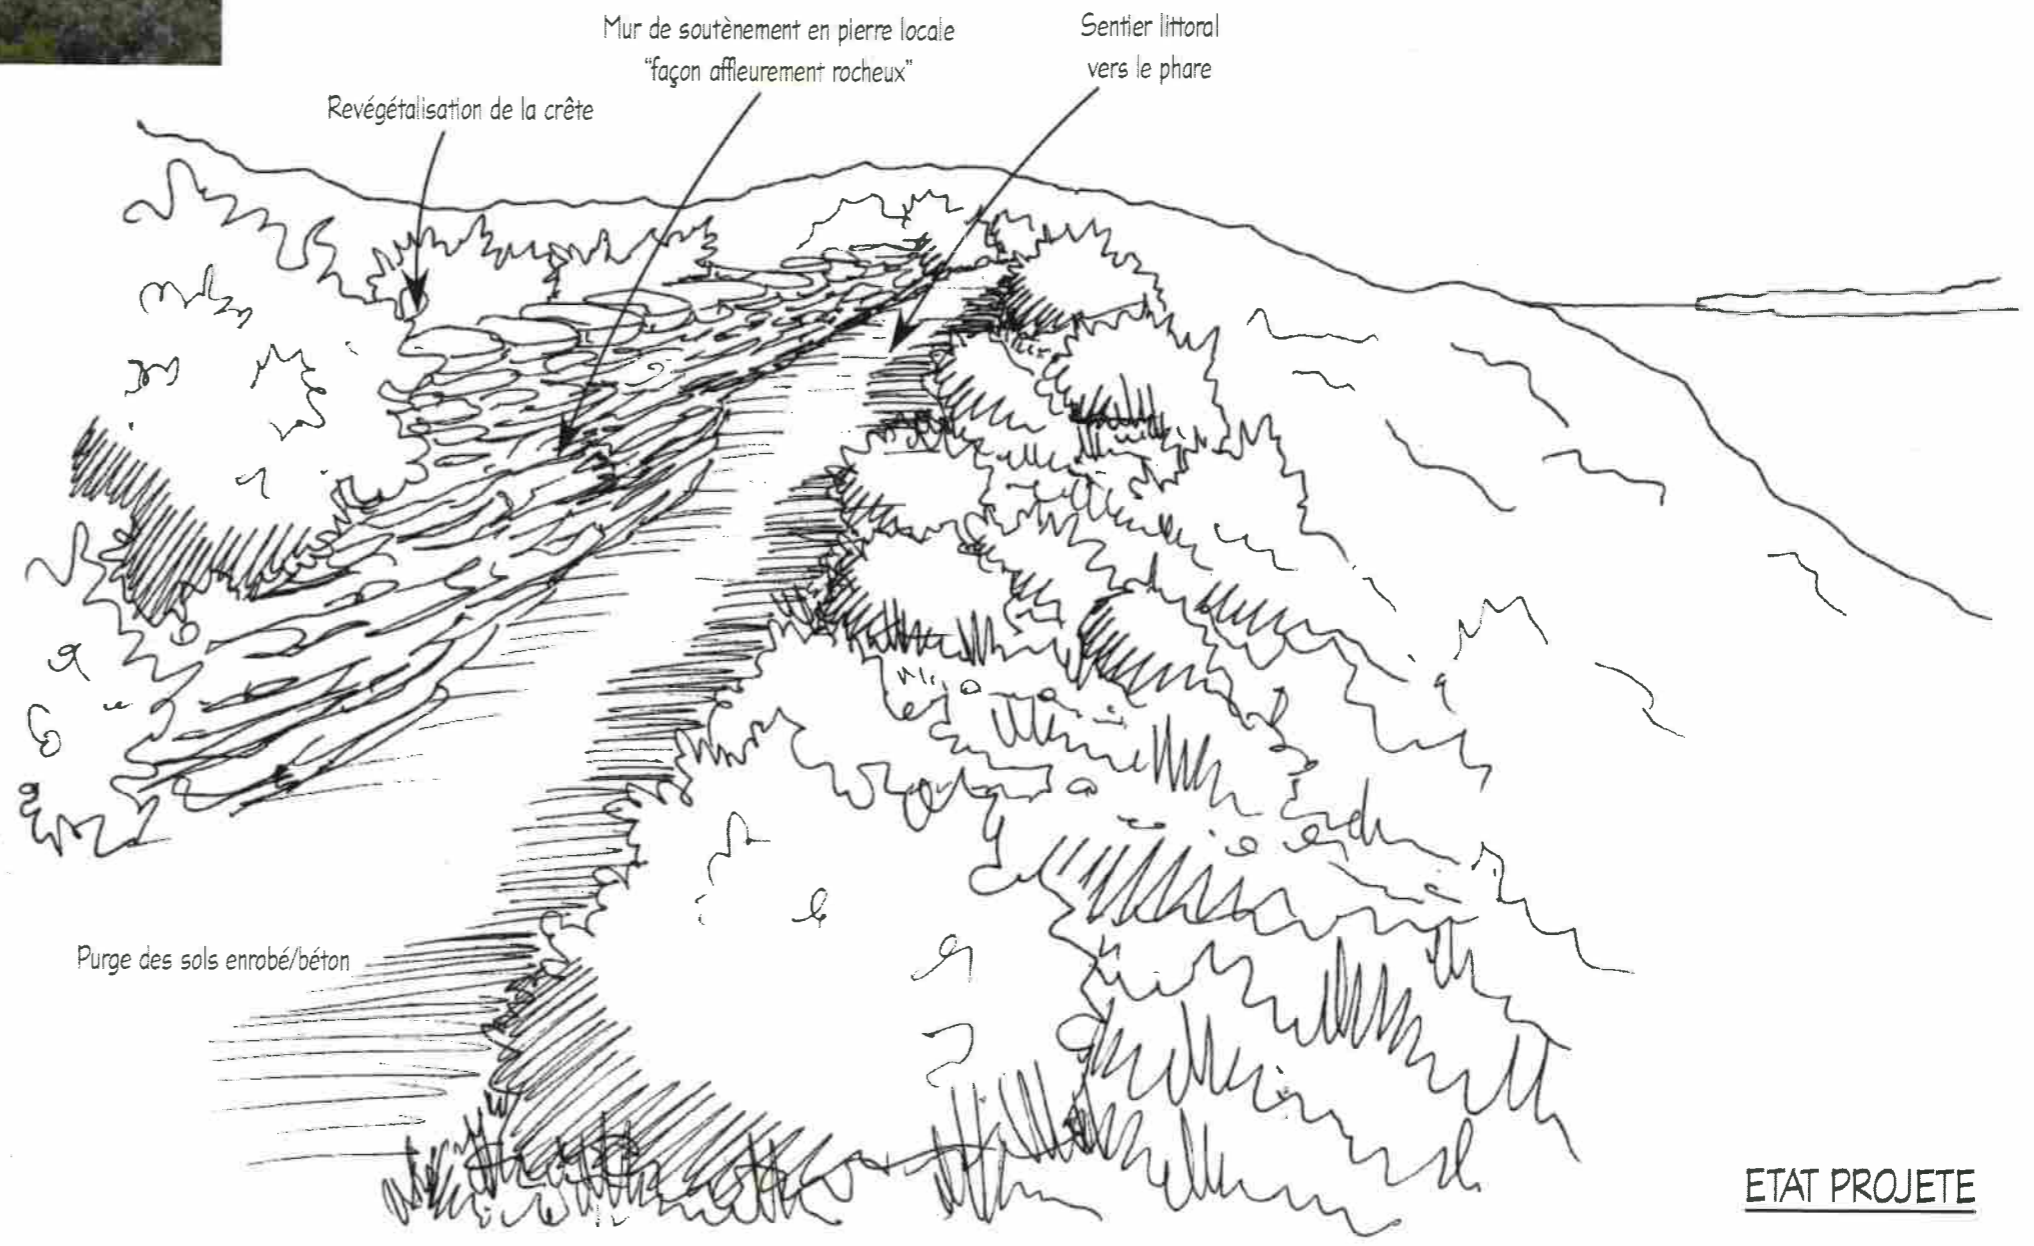 Mur de soutènement en pierre locale
"façon affleurement rocheux"
Sentier littoral
vers le phare
Revégétalisation de la crête
Purge des sols enrobé/béton
ETAT PROJETE